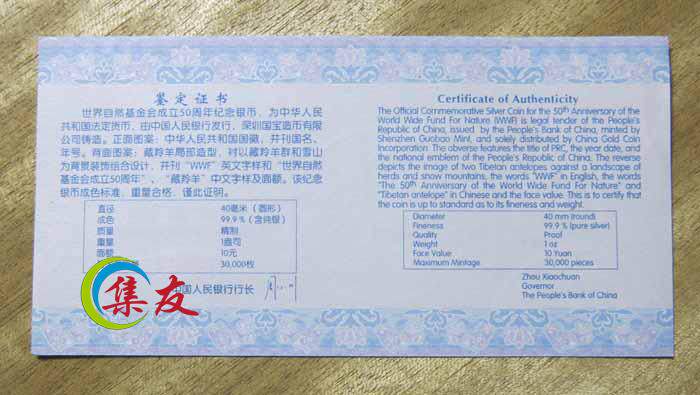 鉴定证书
世界自然基金会成立50周年纪念银币，为中华人民
共和国法定货币，由中国人民银行发行，深圳国宝造币有限
公司铸造。正面图案：中华人民共和国国徽，并刊国名、
年号。背面图案：藏羚羊局部造型，衬以藏羚羊群和雪山
为背景装饰组合设计，并刊“WWF”英文字样和“世界自然
基金会成立50周年”、“藏羚羊”中文字样及面额。该纪念
银币成色标准，重量合格，谨此证明。
直径 40毫米（圆形）
成色 99.9％（含纯银）
质量 精制
重量 1盎司
面额 10元
30,000枚
中国人民银行行长
集友
Certificate of Authenticity
The Official Commemorative Silver Coin for the 50th Anniversary of the
World Wide Fund For Nature (WWF) is legal tender of the People's
Republic of China, issued by the People's Bank of China, minted by
Shenzhen Guobao Mint, and solely distributed by China Gold Coin
Incorporation. The obverse features the title of PRC, the year date, and
the national emblem of the People's Republic of China. The reverse
depicts the image of two Tibetan antelopes against a landscape of
herds and snow mountains, the words "WWF" in English, the words
"The 50th Anniversary of the World Wide Fund For Nature" and
"Tibetan antelope" in Chinese and the face value. This is to certify that
the coin is up to standard as to its fineness and weight.
Diameter 40 mm (round)
Fineness 99.9% (pure silver)
Quality Proof
Weight 1 oz
Face Value 10 Yuan
Maximum Mintage 30,000 pieces
Zhou Xiaochuan
Governor
The People's Bank of China